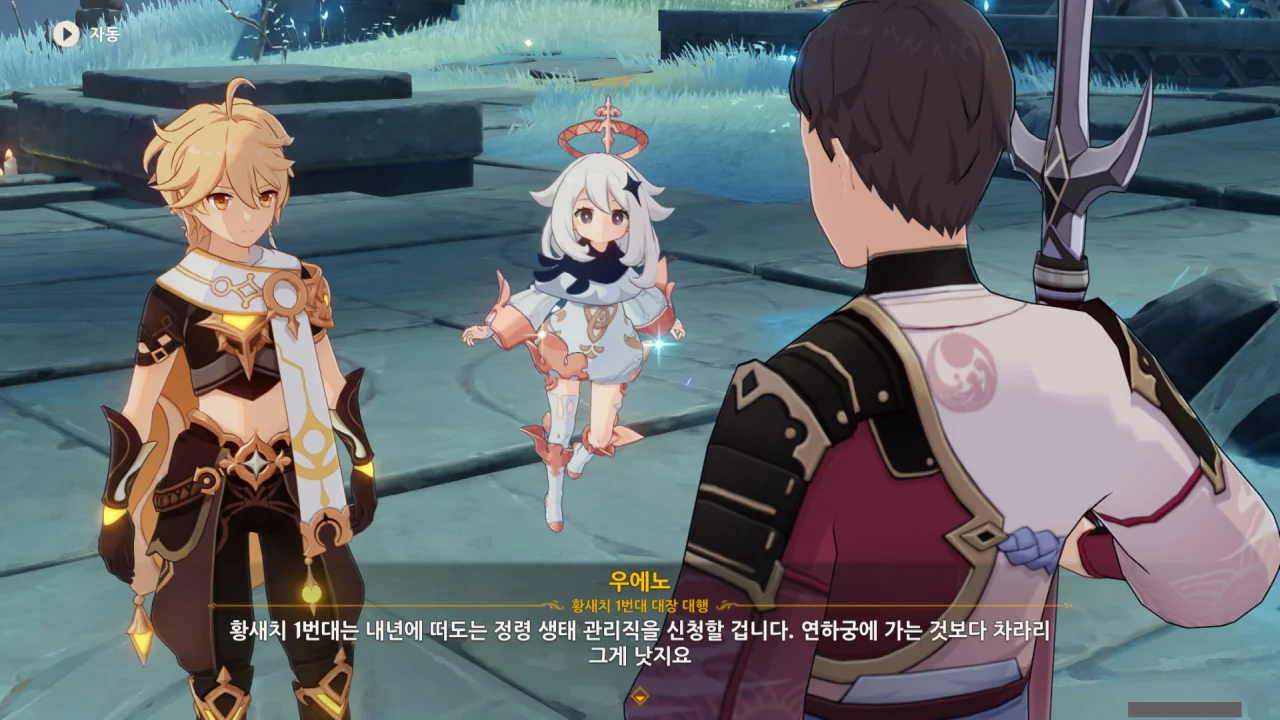 자동
우에노
황새치 1번대 대장 대행
황새치 1번대는 내년에 떠도는 정령 생태 관리직을 신청할 겁니다. 연하궁에 가는 것보다 차라리
그게 낫지요